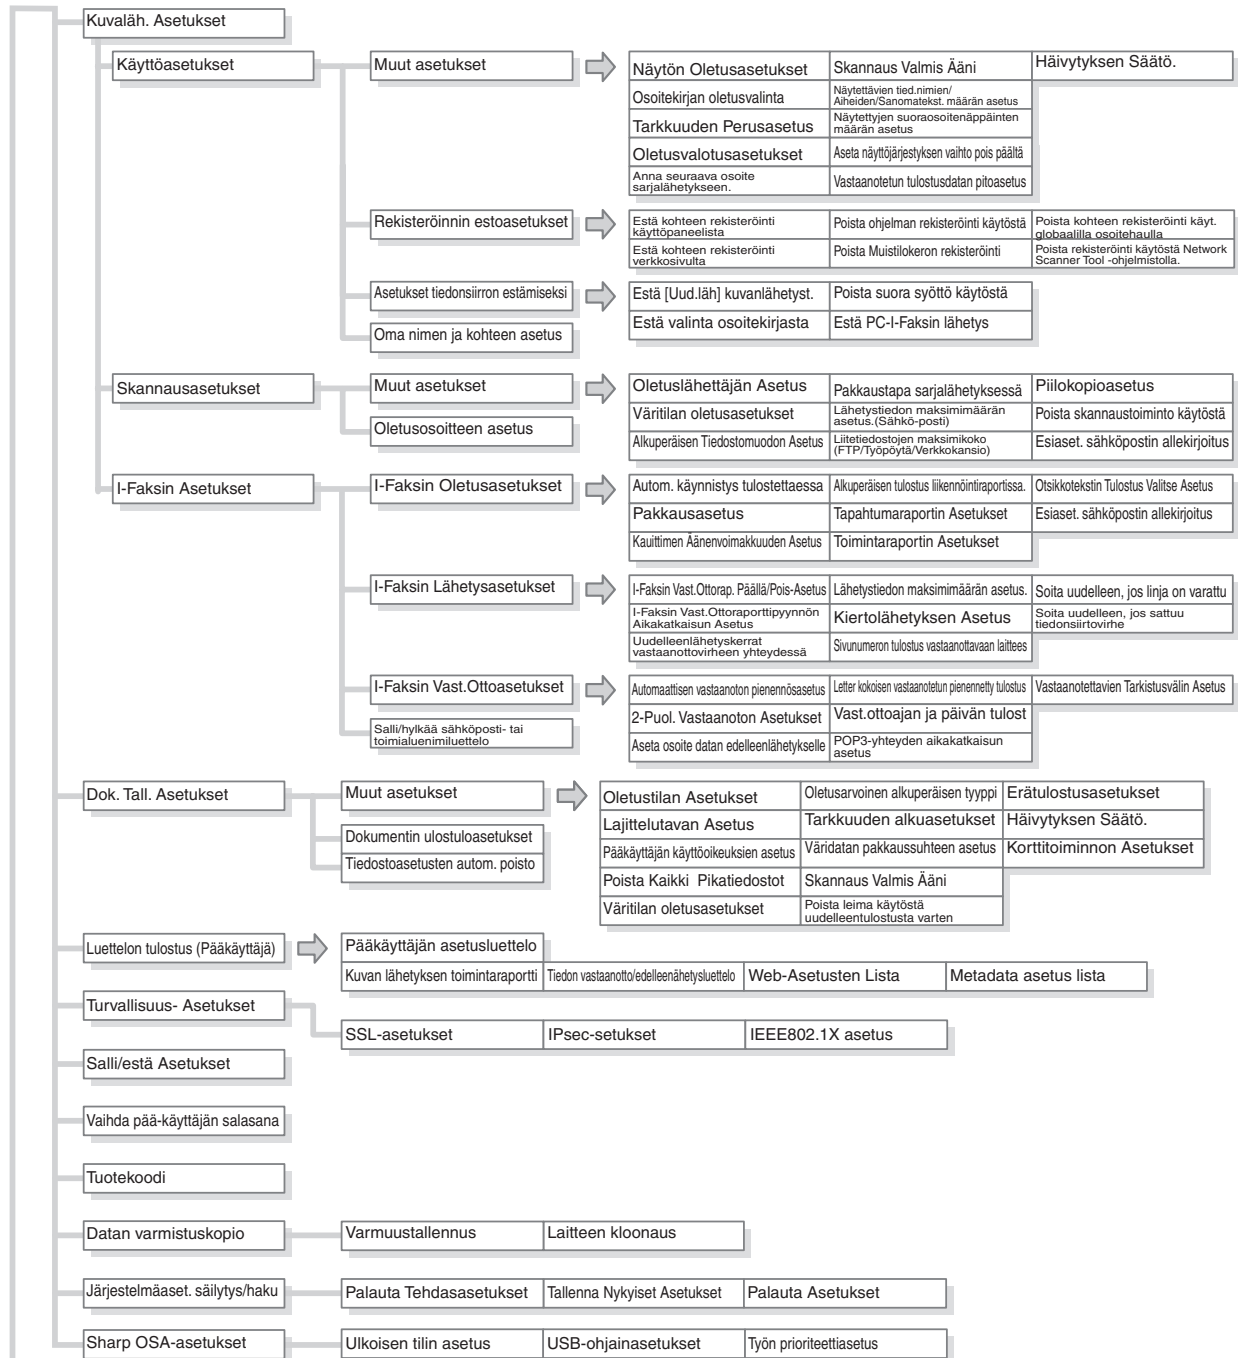 Kuvaläh. Asetukset
Käyttöasetukset
Muut asetukset
Näytön Oletusasetukset
Skannaus Valmis Ääni
Häivytyksen Säätö.
Osoitekirjan oletusvalinta
Näytettävien tied.nimien/
Aiheiden/Sanomatekst. määrän asetus
Tarkkuuden Perusasetus
Näytettyjen suoraosoitenäppäinten
määrän asetus
Oletusvalotusasetukset
Aseta näyttöjärjestyksen vaihto pois päältä
Anna seuraava osoite
sarjalähetykseen.
Vastaanotetun tulostusdatan pitoasetus
Rekisteröinnin estoasetukset
Estä kohteen rekisteröinti
käyttöpaneelista
Poista ohjelman rekisteröinti käytöstä
Poista kohteen rekisteröinti käyt.
globaalilla osoitehaulla
Estä kohteen rekisteröinti
verkkosivulta
Poista Muistilokeron rekisteröinti
Poista rekisteröinti käytöstä Network
Scanner Tool -ohjelmistolla.
Asetukset tiedonsiirron estämiseksi
Estä [Uud.läh] kuvanlähetyst.
Poista suora syöttö käytöstä
Estä valinta osoitekirjasta
Estä PC-I-Faksin lähetys
Oma nimen ja kohteen asetus
Skannausasetukset
Muut asetukset
Oletuslähettäjän Asetus
Pakkaustapa sarjalähetyksessä
Piilokopioasetus
Väritilan oletusasetukset
Lähetystiedon maksimimäärän
asetus.(Sähkö-posti)
Poista skannaustoiminto käytöstä
Oletusosoitteen asetus
Alkuperäisen Tiedostomuodon Asetus
Liitetiedostojen maksimikoko
(FTP/Työpöytä/Verkkokansio)
Esiaset. sähköpostin allekirjoitus
I-Faksin Asetukset
I-Faksin Oletusasetukset
Autom. käynnistys tulostettaessa
Alkuperäisen tulostus liikennöintiraportissa.
Otsikkotekstin Tulostus Valitse Asetus
Pakkausasetus
Tapahtumaraportin Asetukset
Esiaset. sähköpostin allekirjoitus
Kauittimen Äänenvoimakkuuden Asetus
Toimintaraportin Asetukset
I-Faksin Lähetysasetukset
I-Faksin Vast.Ottorap. Päällä/Pois-Asetus
Lähetystiedon maksimimäärän asetus.
Soita uudelleen, jos linja on varattu
I-Faksin Vast.Ottoraporttipyynnön
Aikakatkaisun Asetus
Kiertolähetyksen Asetus
Soita uudelleen, jos sattuu
tiedonsiirtovirhe
Uudelleenlähetyskerrat
vastaanottovirheen yhteydessä
Sivunumeron tulostus vastaanottavaan laittees
I-Faksin Vast.Ottoasetukset
Automaattisen vastaanoton pienennösasetus
Letter kokoisen vastaanotetun pienennetty tulostus
Vastaanotettavien Tarkistusvälin Asetus
2-Puol. Vastaanoton Asetukset
Vast.ottoajan ja päivän tulost
Salli/hylkää sähköposti- tai
toimialuenimiluettelo
Aseta osoite datan edelleenlähetykselle
POP3-yhteyden aikakatkaisun
asetus
Dok. Tall. Asetukset
Muut asetukset
Oletustilan Asetukset
Oletusarvoinen alkuperäisen tyyppi
Erätulostusasetukset
Lajittelutavan Asetus
Tarkkuuden alkuasetukset
Häivytyksen Säätö.
Dokumentin ulostuloasetukset
Pääkäyttäjän käyttöoikeuksien asetus
Väridatan pakkaussuhteen asetus
Korttitoiminnon Asetukset
Tiedostoasetusten autom. poisto
Poista Kaikki Pikatiedostot
Skannaus Valmis Ääni
Väritilan oletusasetukset
Poista leima käytöstä
uudelleentulostusta varten
Luettelon tulostus (Pääkäyttäjä)
Pääkäyttäjän asetusluettelo
Kuvan lähetyksen toimintaraportti
Tiedon vastaanotto/edelleenähetysluettelo
Web-Asetusten Lista
Metadata asetus lista
Turvallisuus- Asetukset
SSL-asetukset
IPsec-setukset
IEEE802.1X asetus
Salli/estä Asetukset
Vaihda pää-käyttäjän salasana
Tuotekoodi
Datan varmistuskopio
Varmuustallennus
Laitteen kloonaus
Järjestelmäaset. säilytys/haku
Palauta Tehdasasetukset
Tallenna Nykyiset Asetukset
Palauta Asetukset
Sharp OSA-asetukset
Ulkoisen tilin asetus
USB-ohjainasetukset
Työn prioriteettiasetus